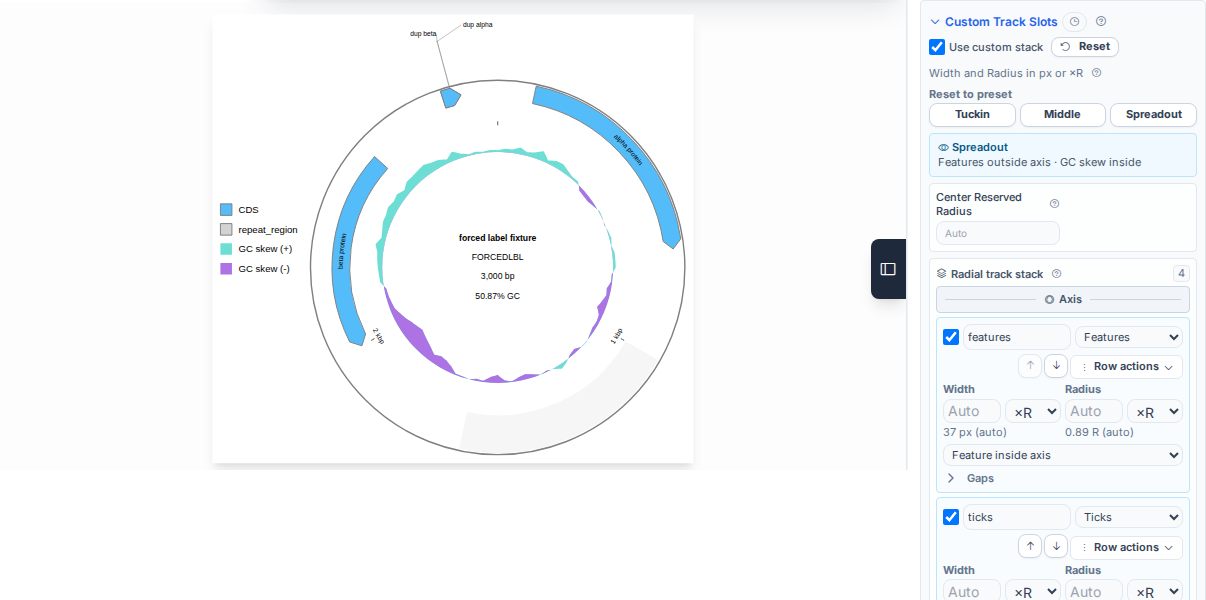 dup alpha
dup beta
alpha protein
beta protein
CDS
repeat_region
GC skew (+)
GC skew (-)
forced label fixture
FORCEDLBL
3,000 bp
50.87% GC
2 kbp
1 kbp
Custom Track Slots
Use custom stack Reset
Width and Radius in px or ×R
Reset to preset
Tuckin Middle Spreadout
Spreadout
Features outside axis · GC skew inside
Center Reserved
Radius
Auto
Radial track stack 4
Axis
features Features
Row actions
Width Radius
Auto ×R Auto ×R
37 px (auto) 0.89 R (auto)
Feature inside axis
Gaps
ticks Ticks
Row actions
Width Radius
Auto ×R Auto ×R